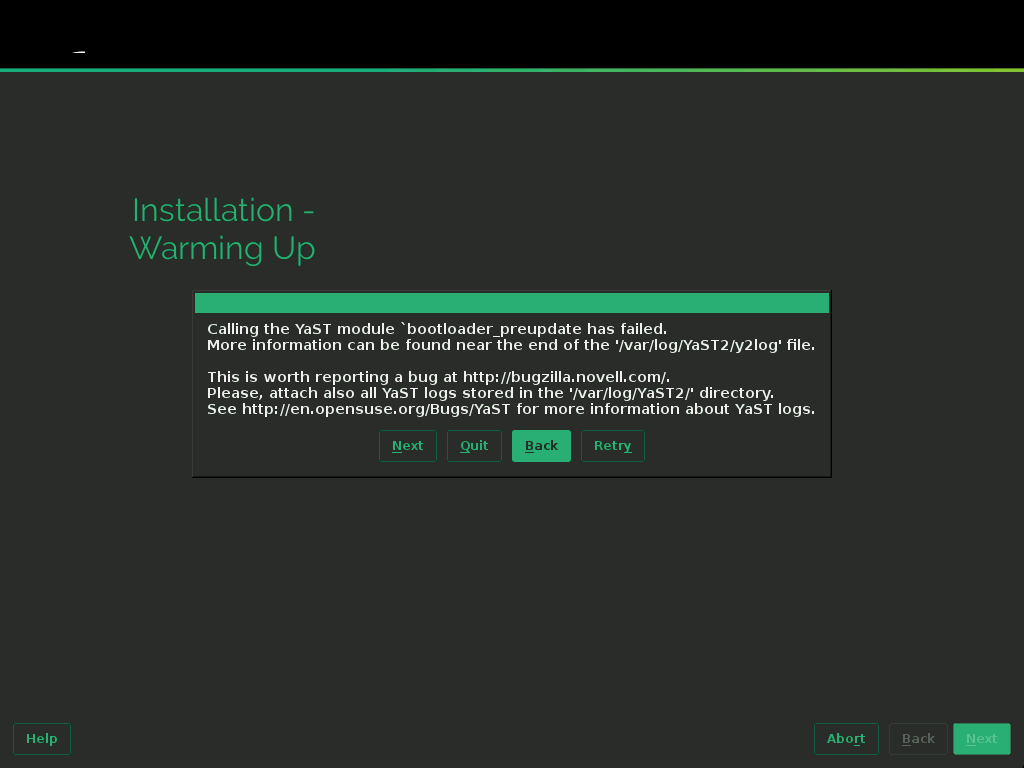 Installation -
Warming Up
Calling the YaST module `bootloader_preupdate has failed.
More information can be found near the end of the '/var/log/YaST2/y2log' file.
This is worth reporting a bug at http://bugzilla.novell.com/.
Please, attach also all YaST logs stored in the '/var/log/YaST2/' directory.
See http://en.opensuse.org/Bugs/YaST for more information about YaST logs.
Next Quit Back Retry
Help Abort Back Next